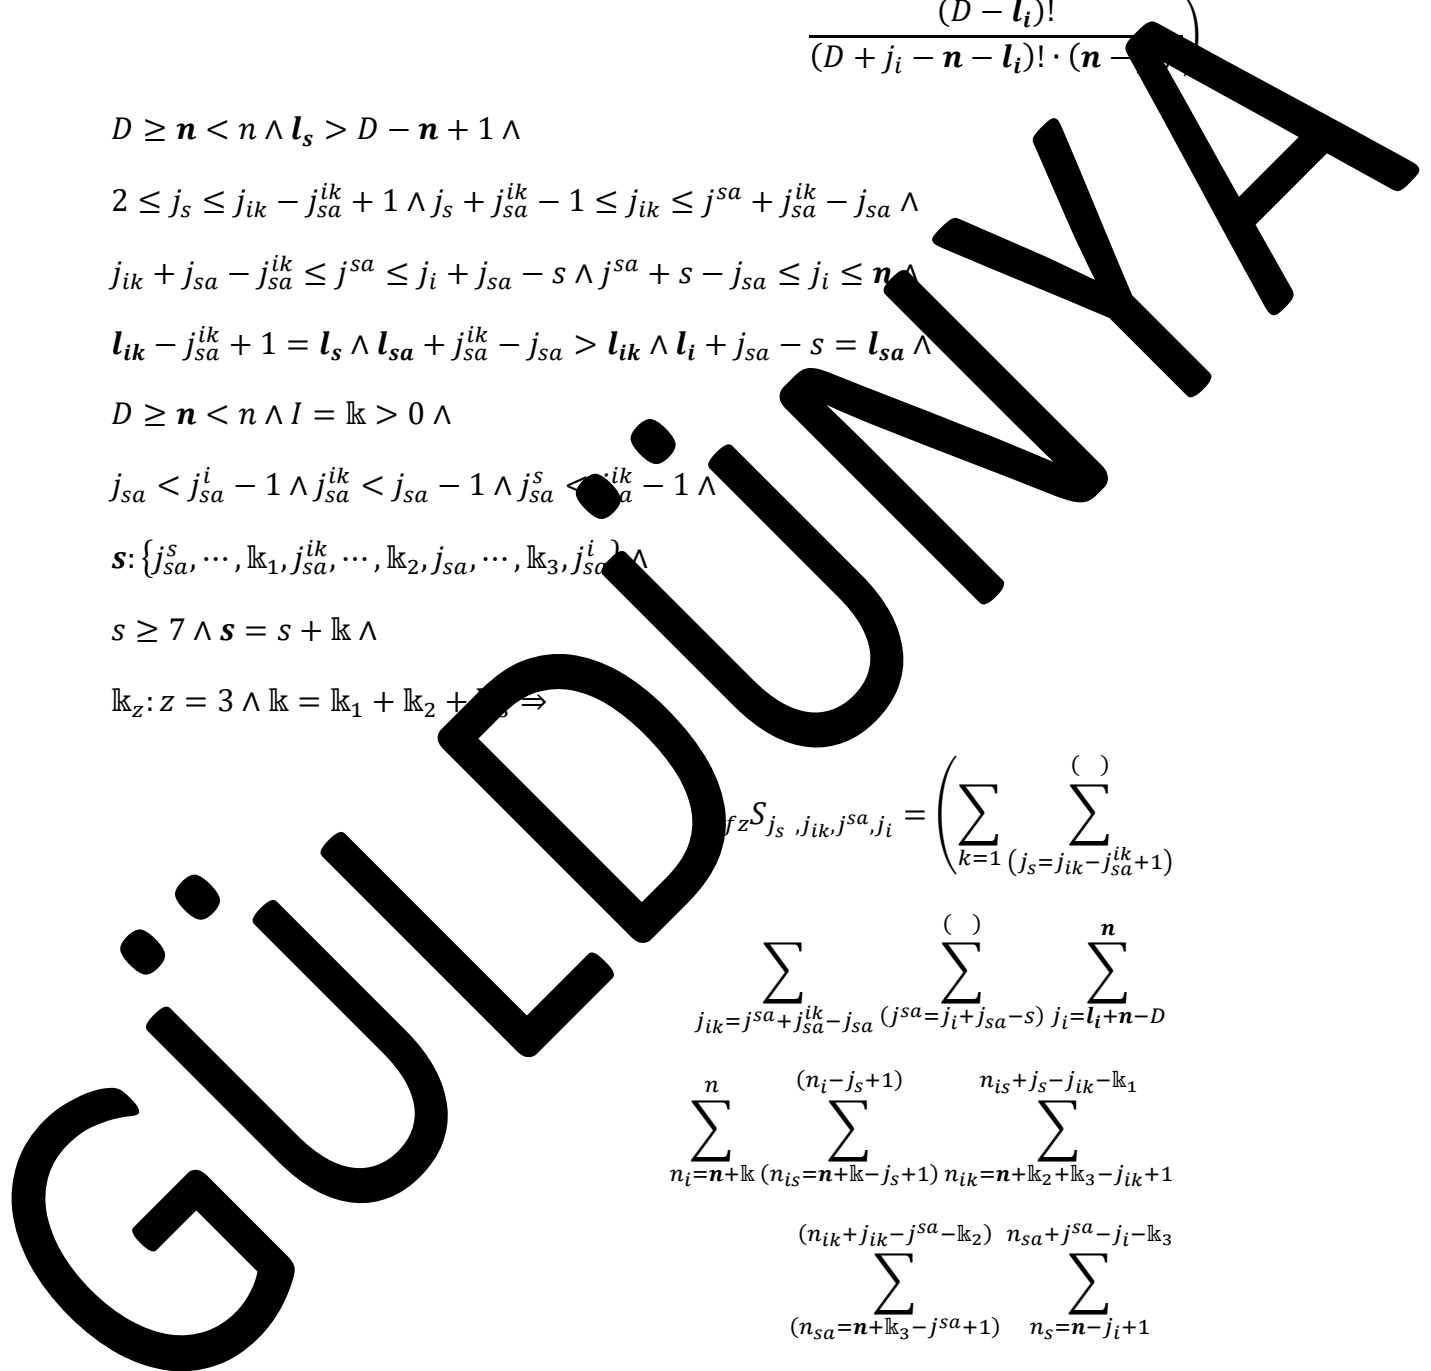 (D − l_i)!
(D + j_i − n − l_i)! · (n −
D ≥ n < n ∧ l_s > D − n + 1 ∧
2 ≤ j_s ≤ j_ik − j_sa^ik + 1 ∧ j_s + j_sa^ik − 1 ≤ j_ik ≤ j^sa + j_sa^ik − j_sa ∧
j_ik + j_sa − j_sa^ik ≤ j^sa ≤ j_i + j_sa − s ∧ j^sa + s − j_sa ≤ j_i ≤ n ∧
l_ik − j_sa^ik + 1 = l_s ∧ l_sa + j_sa^ik − j_sa > l_ik ∧ l_i + j_sa − s = l_sa ∧
D ≥ n < n ∧ I = 𝕜 > 0 ∧
j_sa < j_sa^i − 1 ∧ j_sa^ik < j_sa − 1 ∧ j_sa^s < j_sa^ik − 1 ∧
s: {j_sa^s, ⋯ , 𝕜_1, j_sa^ik, ⋯ , 𝕜_2, j_sa, ⋯ , 𝕜_3, j_sa^i} ∧
s ≥ 7 ∧ s = s + 𝕜 ∧
𝕜_z: z = 3 ∧ 𝕜 = 𝕜_1 + 𝕜_2 + 𝕜_3 ⇒
fz S_{j_s ,j_ik,j^sa,j_i} = ( ∑_{k=1} ∑_{(j_s=j_ik−j_sa^ik+1)}^{( )}
∑_{j_ik=j^sa+j_sa^ik−j_sa} ∑_{(j^sa=j_i+j_sa−s)}^{( )} ∑_{j_i=l_i+n−D}^{n}
∑_{n_i=n+𝕜}^{n} ∑_{(n_is=n+𝕜−j_s+1)}^{(n_i−j_s+1)} ∑_{n_ik=n+𝕜_2+𝕜_3−j_ik+1}^{n_is+j_s−j_ik−𝕜_1}
∑_{(n_sa=n+𝕜_3−j^sa+1)}^{(n_ik+j_ik−j^sa−𝕜_2)} ∑_{n_s=n−j_i+1}^{n_sa+j^sa−j_i−𝕜_3}
GÜLDÜNYA